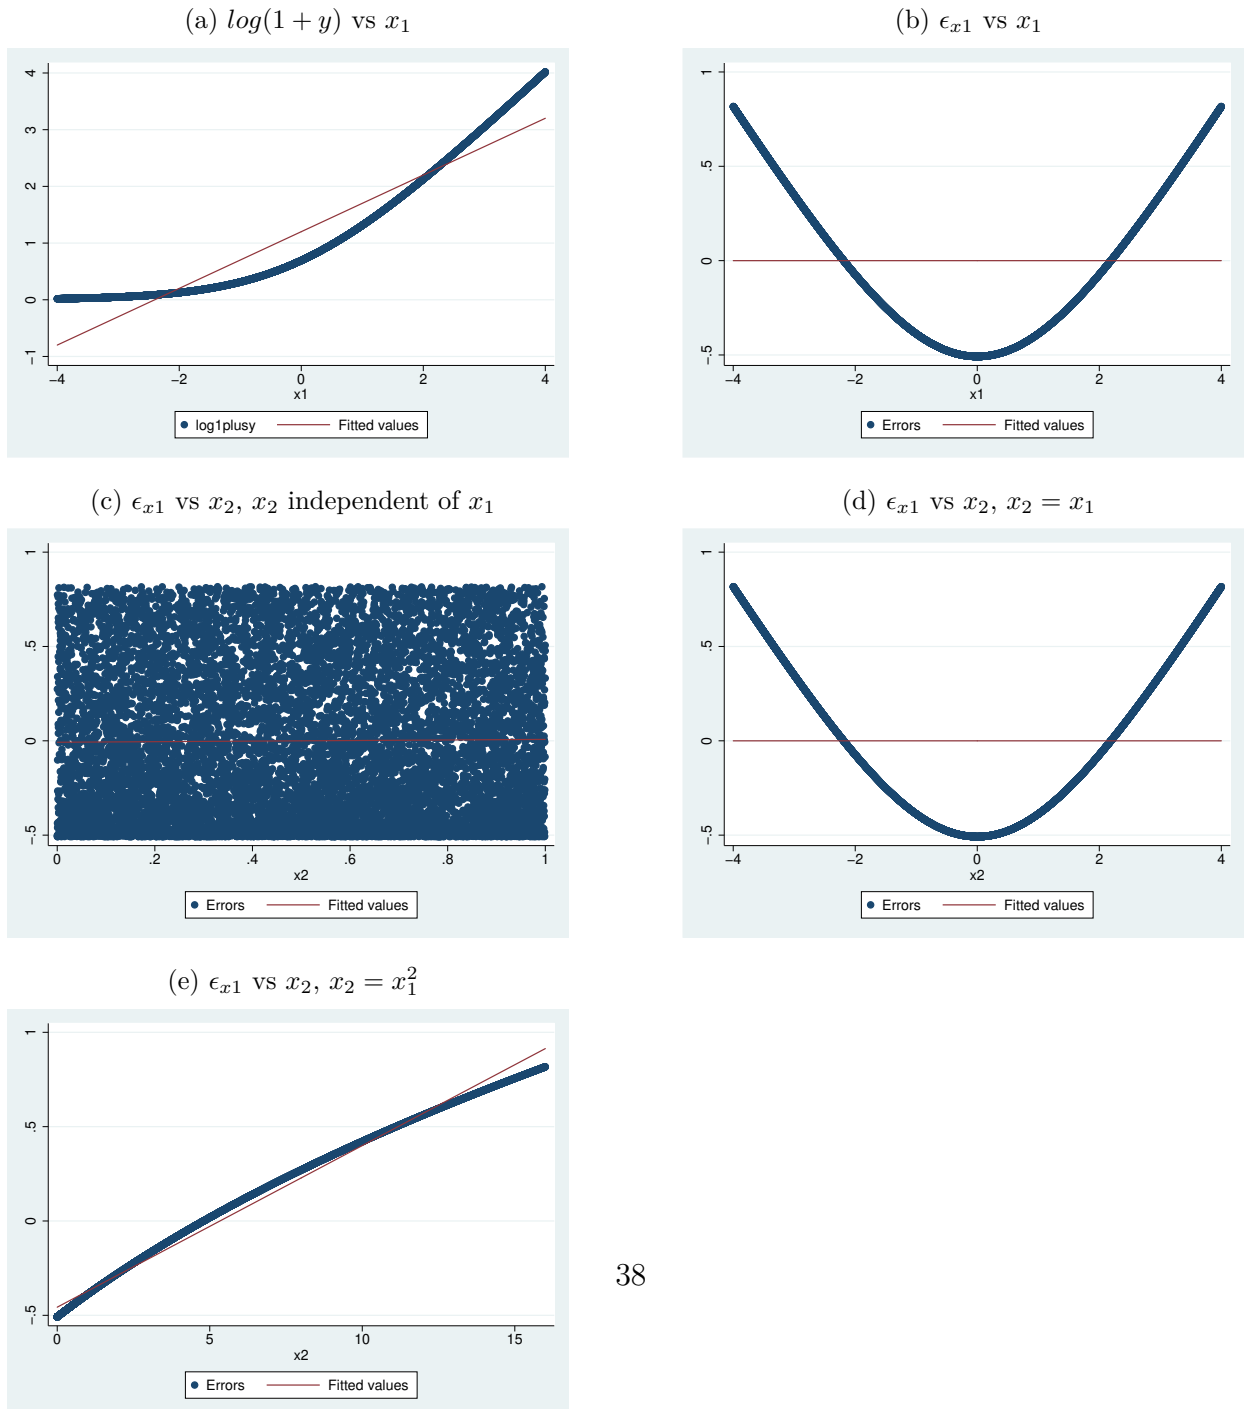 (a) log(1 + y) vs x₁
4
3
2
1
0
−1
−4 −2 0 2 4
x1
log1plusy Fitted values
(b) ϵₓ₁ vs x₁
1
.5
0
−.5
−4 −2 0 2 4
x1
Errors Fitted values
(c) ϵₓ₁ vs x₂, x₂ independent of x₁
1
.5
0
−.5
0 .2 .4 .6 .8 1
x2
Errors Fitted values
(d) ϵₓ₁ vs x₂, x₂ = x₁
1
.5
0
−.5
−4 −2 0 2 4
x2
Errors Fitted values
(e) ϵₓ₁ vs x₂, x₂ = x₁²
1
.5
0
−.5
0 5 10 15
x2
Errors Fitted values
38